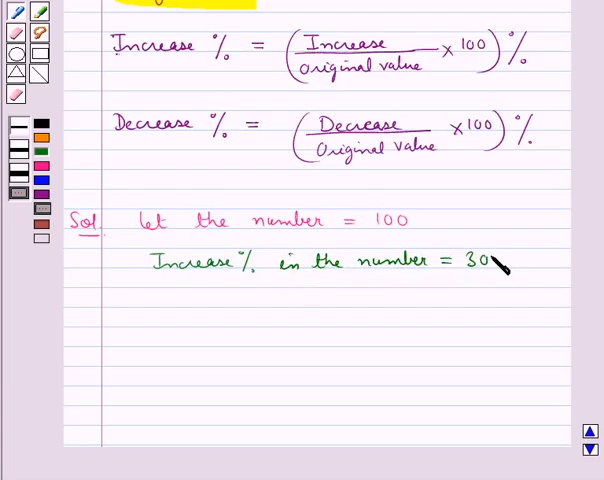 Increase % = (Increase / Original value × 100) %
Decrease % = (Decrease / Original value × 100) %
Sol. Let the number = 100
Increase % in the number = 30